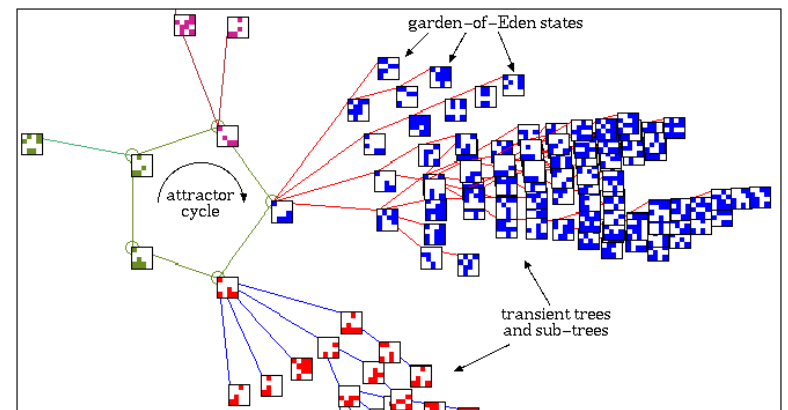 garden-of-Eden states
attractor
cycle
transient trees
and sub-trees